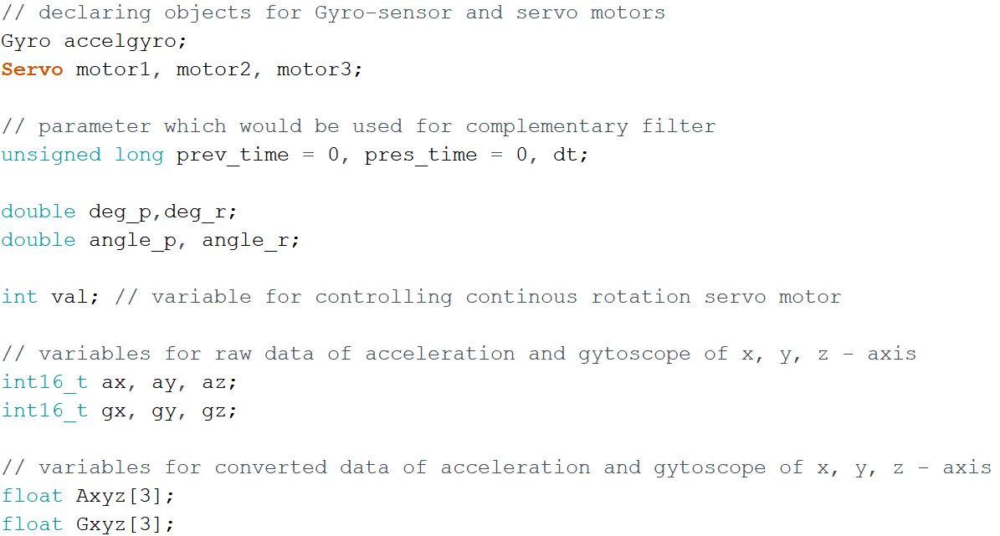 // declaring objects for Gyro-sensor and servo motors
Gyro accelgyro;
Servo motor1, motor2, motor3;
// parameter which would be used for complementary filter
unsigned long prev_time = 0, pres_time = 0, dt;
double deg_p,deg_r;
double angle_p, angle_r;
int val; // variable for controlling continous rotation servo motor
// variables for raw data of acceleration and gytoscope of x, y, z - axis
int16_t ax, ay, az;
int16_t gx, gy, gz;
// variables for converted data of acceleration and gytoscope of x, y, z - axis
float Axyz[3];
float Gxyz[3];